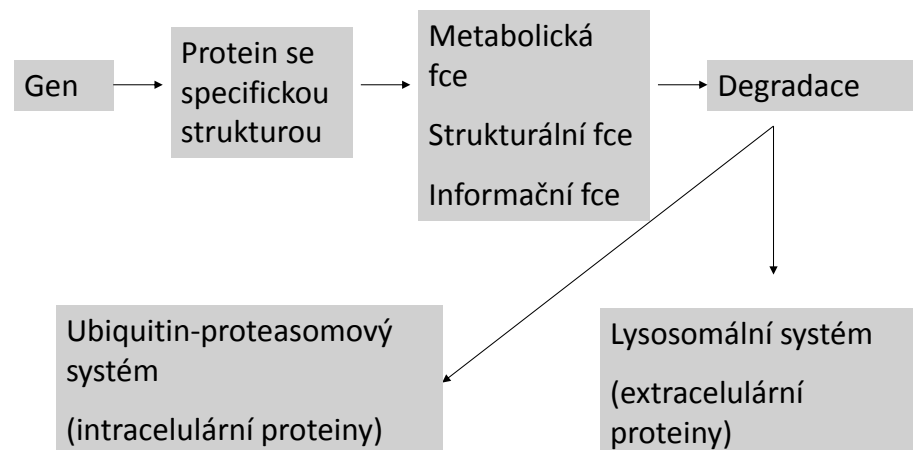 Gen
Protein se
specifickou
strukturou
Metabolická
fce
Strukturální fce
Informační fce
Degradace
Ubiquitin-proteasomový
systém
(intracelulární proteiny)
Lysosomální systém
(extracelulární
proteiny)